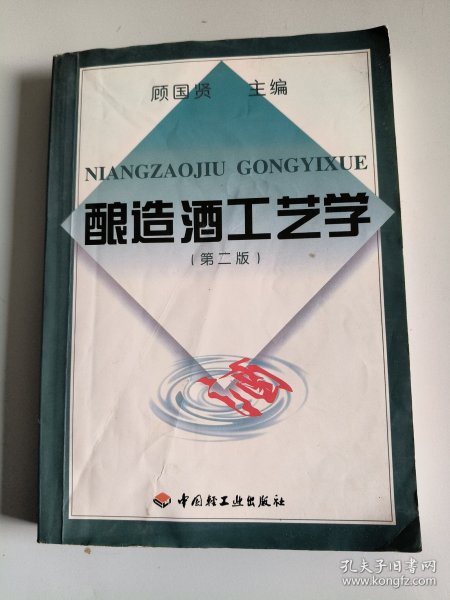 顾国贤 主编
NIANGZAOJIU GONGYIXUE
酿造酒工艺学
(第二版)
酒
中国轻工业出版社
孔夫子旧书网
www.kongfz.com